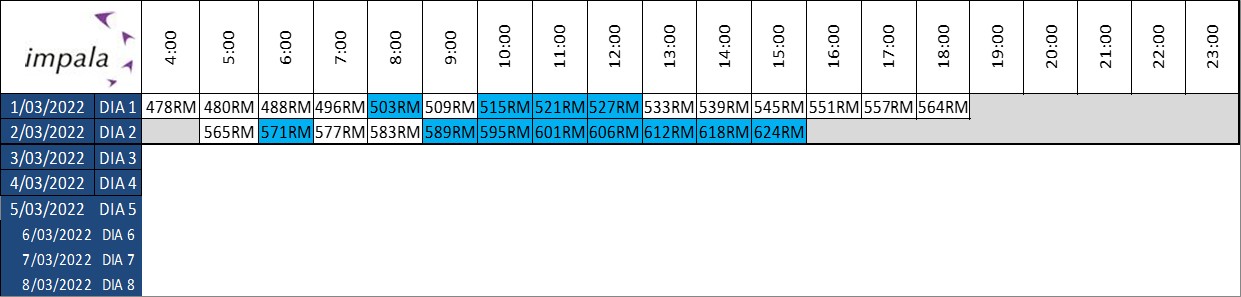 impala 4:00 5:00 6:00 7:00 8:00 9:00 10:00 11:00 12:00 13:00 14:00 15:00 16:00 17:00 18:00 19:00 20:00 21:00 22:00 23:00
1/03/2022 DIA 1 478RM 480RM 488RM 496RM 503RM 509RM 515RM 521RM 527RM 533RM 539RM 545RM 551RM 557RM 564RM
2/03/2022 DIA 2 565RM 571RM 577RM 583RM 589RM 595RM 601RM 606RM 612RM 618RM 624RM
3/03/2022 DIA 3
4/03/2022 DIA 4
5/03/2022 DIA 5
6/03/2022 DIA 6
7/03/2022 DIA 7
8/03/2022 DIA 8